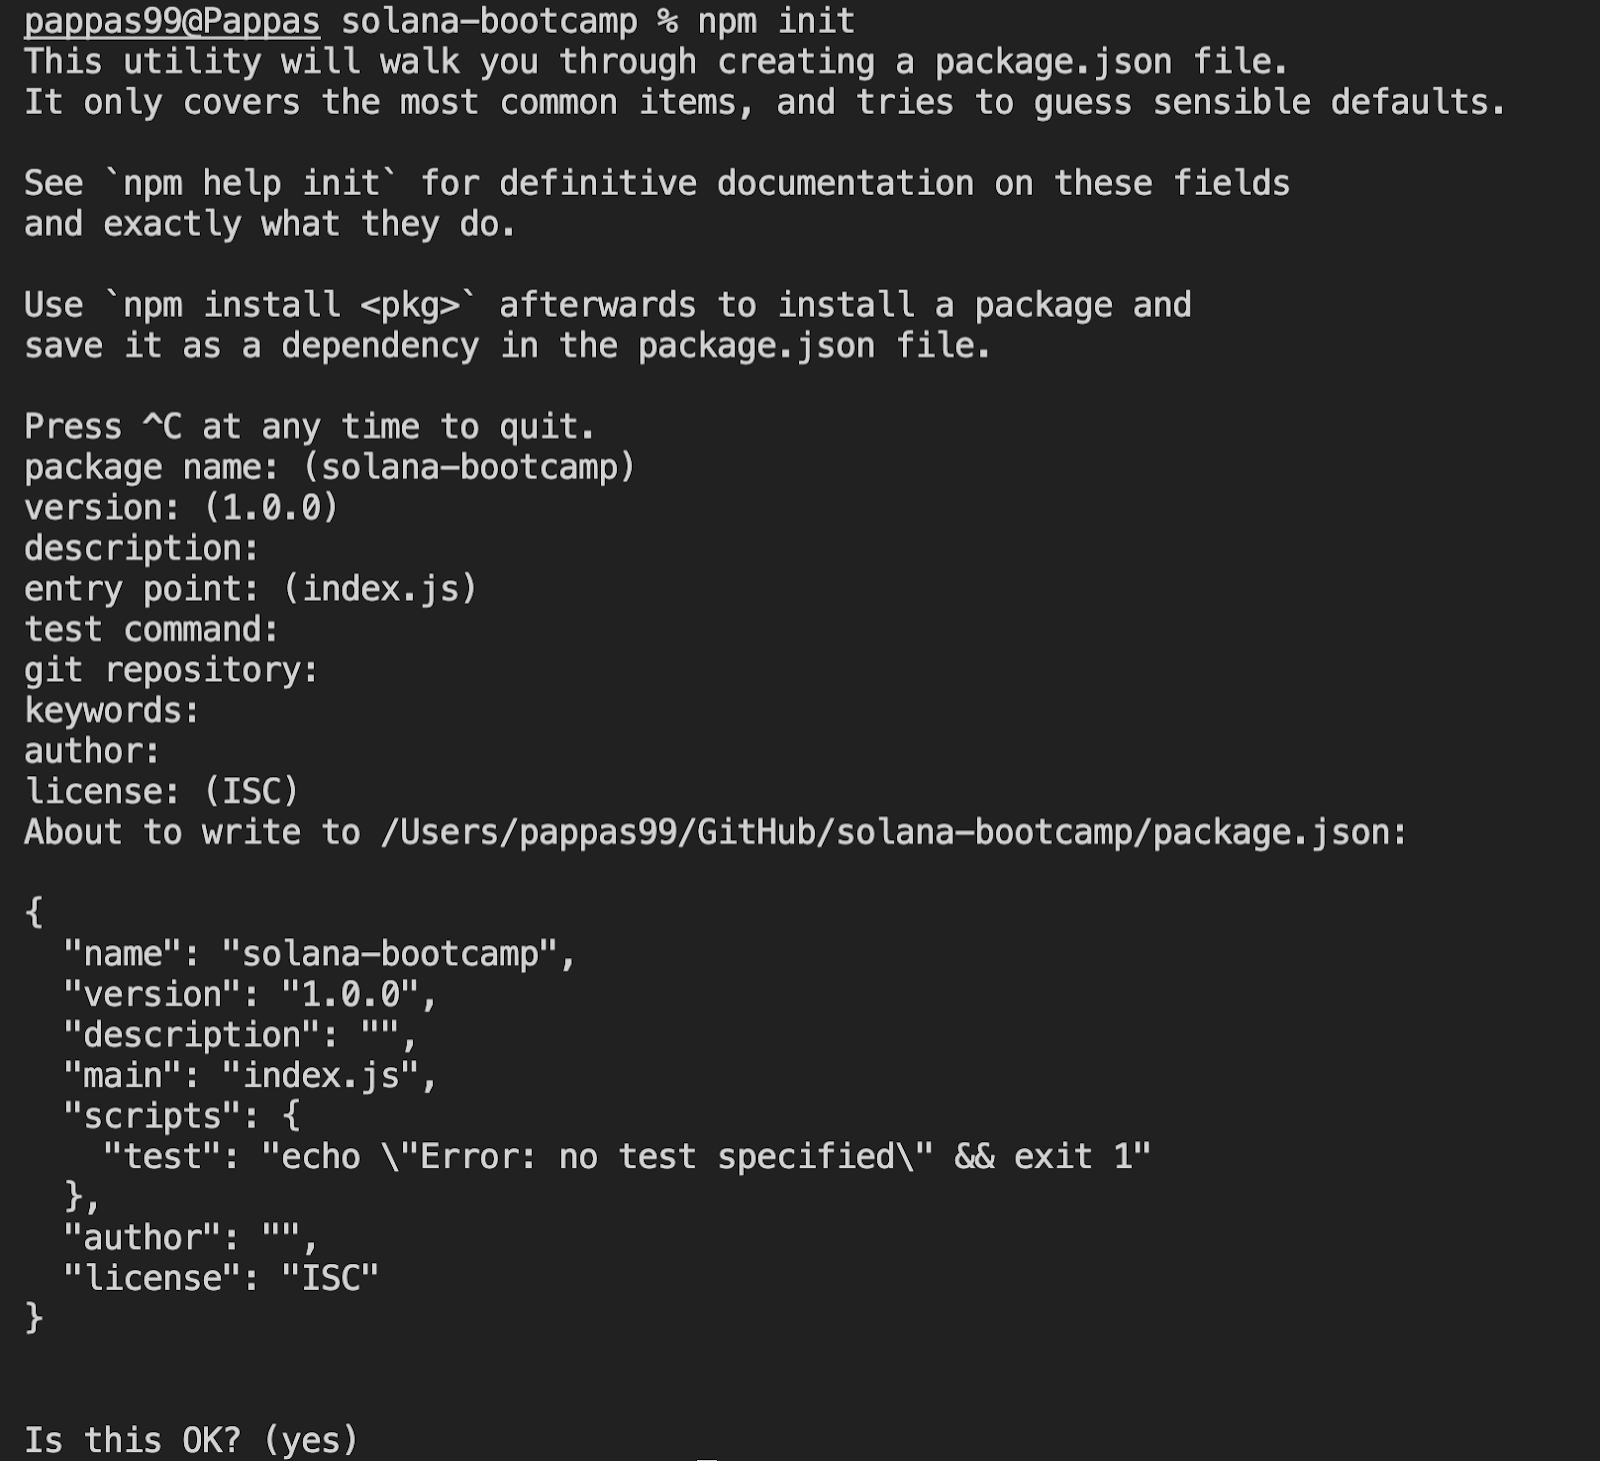 pappas99@Pappas solana-bootcamp % npm init
This utility will walk you through creating a package.json file.
It only covers the most common items, and tries to guess sensible defaults.
See `npm help init` for definitive documentation on these fields
and exactly what they do.
Use `npm install <pkg>` afterwards to install a package and
save it as a dependency in the package.json file.
Press ^C at any time to quit.
package name: (solana-bootcamp)
version: (1.0.0)
description:
entry point: (index.js)
test command:
git repository:
keywords:
author:
license: (ISC)
About to write to /Users/pappas99/GitHub/solana-bootcamp/package.json:
{
  "name": "solana-bootcamp",
  "version": "1.0.0",
  "description": "",
  "main": "index.js",
  "scripts": {
    "test": "echo \"Error: no test specified\" && exit 1"
  },
  "author": "",
  "license": "ISC"
}
Is this OK? (yes)